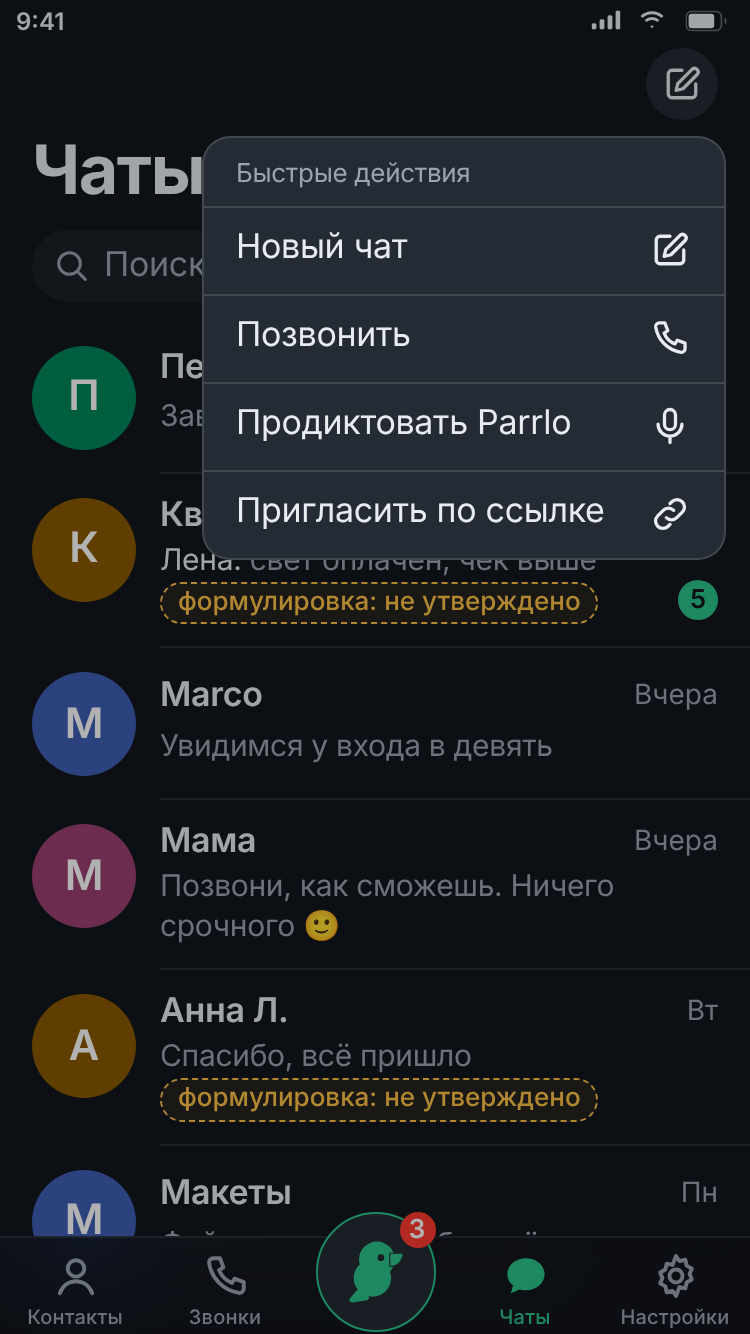 9:41
Чаты
Быстрые действия
Поиск
Новый чат
Позвонить
Продиктовать Parrlo
Пригласить по ссылке
П
К
Лена: свет оплачен, чек выше
формулировка: не утверждено
5
М
Marco
Вчера
Увидимся у входа в девять
М
Мама
Вчера
Позвони, как сможешь. Ничего
срочного 🙂
А
Анна Л.
Вт
Спасибо, всё пришло
формулировка: не утверждено
М
Макеты
Пн
3
Контакты
Звонки
Чаты
Настройки